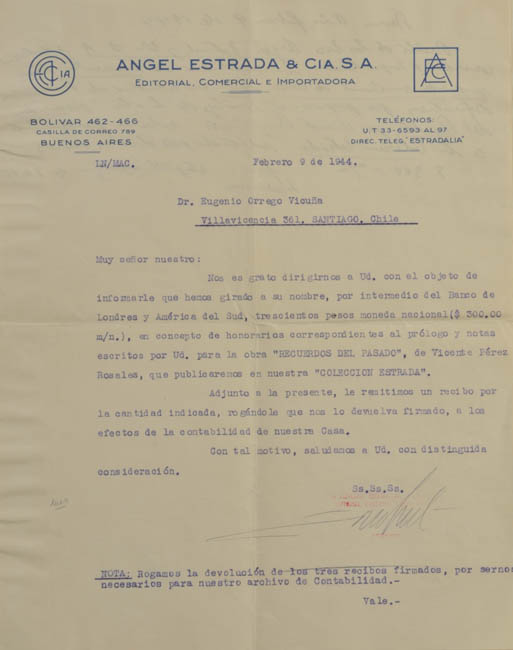 ANGEL ESTRADA & CIA. S.A.
EDITORIAL, COMERCIAL E IMPORTADORA
BOLIVAR 462-466
CASILLA DE CORREO 789
BUENOS AIRES
TELÉFONOS:
U.T 33-6593 AL 97
DIREC. TELEG. "ESTRADALIA"
LN/MAC.
Febrero 9 de 1944.
Dr. Eugenio Orrego Vicuña
Villavicencia 361, SANTIAGO, Chile
Muy señor nuestro:
Nos es grato dirigirnos a Ud. con el objeto de
informarle que hemos girado a su nombre, por intermedio del Banco de
Londres y América del Sud, trescientos pesos moneda nacional($ 300.00
m/n.), en concepto de honorarios correspondientes al prólogo y notas
escritos por Ud. para la obra "RECUERDOS DEL PASADO", de Vicente Pérez
Rosales, que publicaremos en nuestra "COLECCION ESTRADA".
Adjunto a la presente, le remitimos un recibo por
la cantidad indicada, rogándole que nos lo devuelva firmado, a los
efectos de la contabilidad de nuestra Casa.
Con tal motivo, saludamos a Ud. con distinguida
consideración.
Ss.Ss.Ss.
NOTA: Rogamos la devolución de los tres recibos firmados, por sernos
necesarios para nuestro archivo de Contabilidad.-
Vale.-